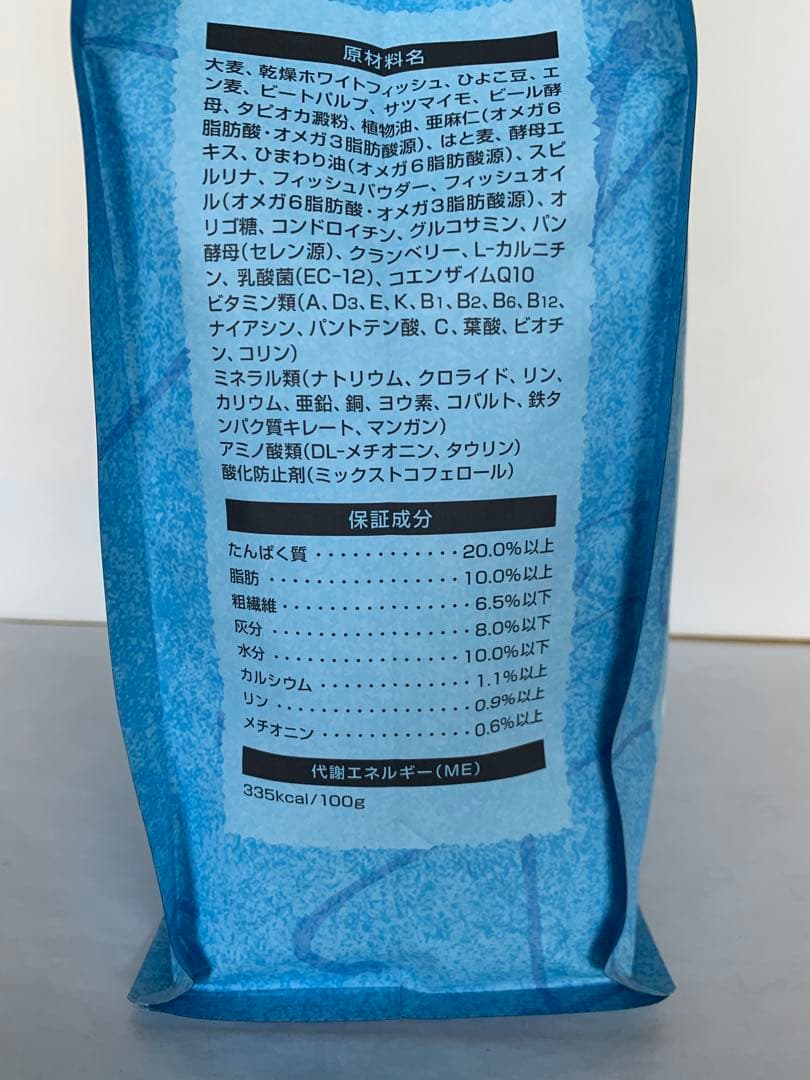 原材料名
大麦、乾燥ホワイトフィッシュ、ひよこ豆、エ
ン麦、ビートパルプ、サツマイモ、ビール酵
母、タピオカ澱粉、植物油、亜麻仁(オメガ6
脂肪酸・オメガ3脂肪酸源)、はと麦、酵母エ
キス、ひまわり油(オメガ6脂肪酸源)、スピ
ルリナ、フィッシュパウダー、フィッシュオイ
ル(オメガ6脂肪酸・オメガ3脂肪酸源)、オ
リゴ糖、コンドロイチン、グルコサミン、パン
酵母(セレン源)、クランベリー、L-カルニチ
ン、乳酸菌(EC-12)、コエンザイムQ10
ビタミン類(A、D3、E、K、B1、B2、B6、B12、
ナイアシン、パントテン酸、C、葉酸、ビオチ
ン、コリン)
ミネラル類(ナトリウム、クロライド、リン、
カリウム、亜鉛、銅、ヨウ素、コバルト、鉄タ
ンパク質キレート、マンガン)
アミノ酸類(DL-メチオニン、タウリン)
酸化防止剤(ミックストコフェロール)
保証成分
たんぱく質 ・・・・・・・・・・・・ 20.0%以上
脂肪 ・・・・・・・・・・・・・・・・ 10.0%以上
粗繊維 ・・・・・・・・・・・・・・・・ 6.5%以下
灰分 ・・・・・・・・・・・・・・・・・ 8.0%以下
水分 ・・・・・・・・・・・・・・・・ 10.0%以下
カルシウム ・・・・・・・・・・・・・ 1.1%以上
リン ・・・・・・・・・・・・・・・・・ 0.9%以上
メチオニン ・・・・・・・・・・・・・ 0.6%以上
代謝エネルギー(ME)
335kcal/100g